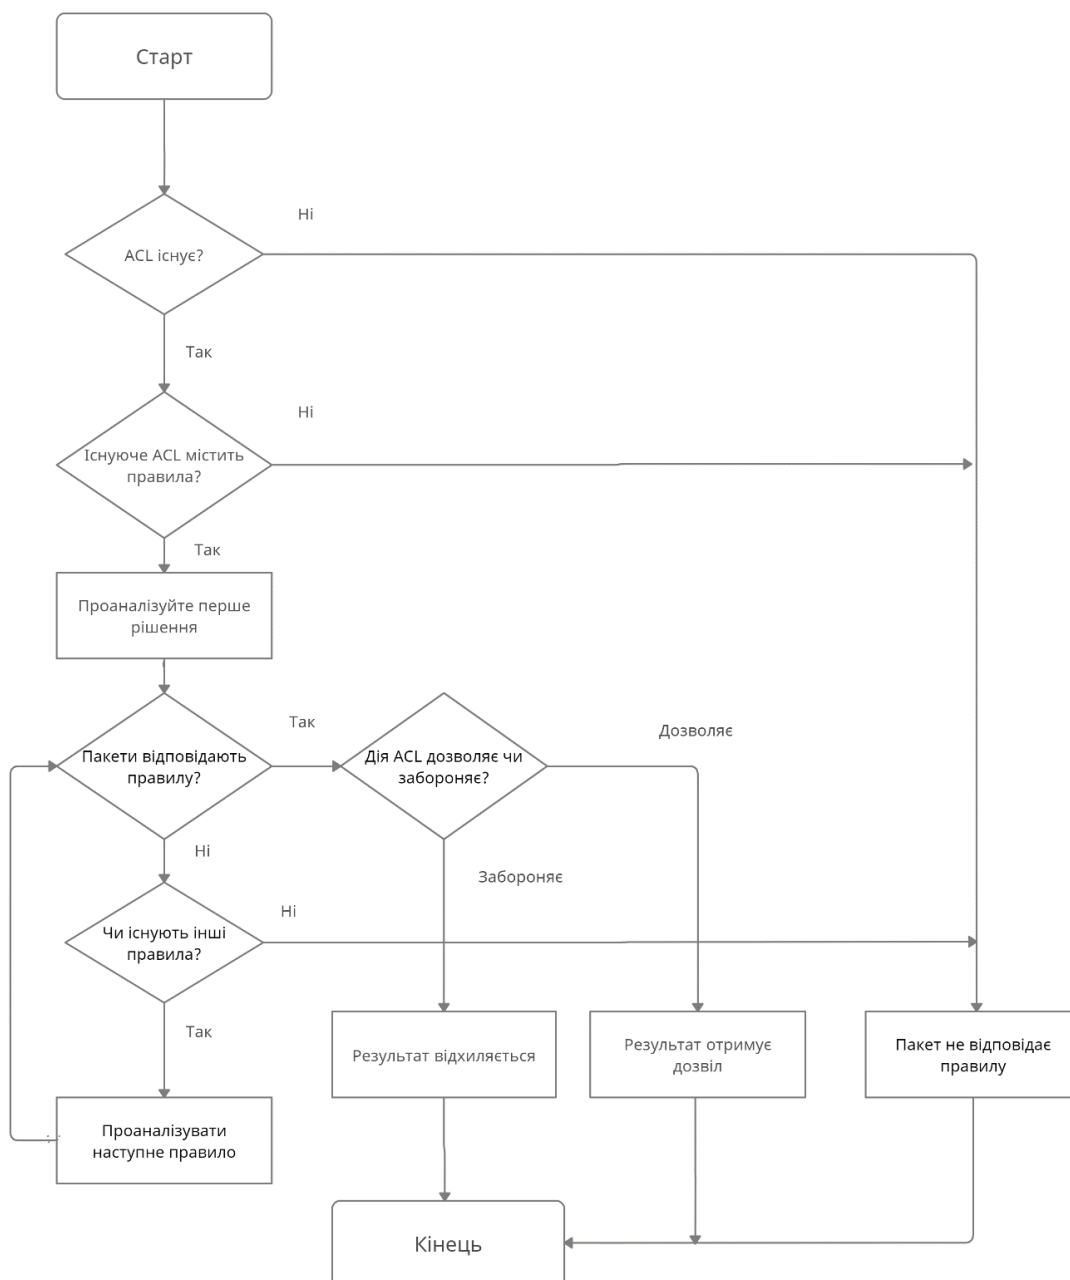 Старт
Ні
ACL існує?
Так
Ні
Існуюче ACL містить
правила?
Так
Проаналізуйте перше
рішення
Так
Дозволяє
Пакети відповідають
правилу?
Дія ACL дозволяє чи
забороняє?
Ні
Забороняє
Ні
Чи існують інші
правила?
Так
Результат відхиляється
Результат отримує
дозвіл
Пакет не відповідає
правилу
Проаналізувати
наступне правило
Кінець